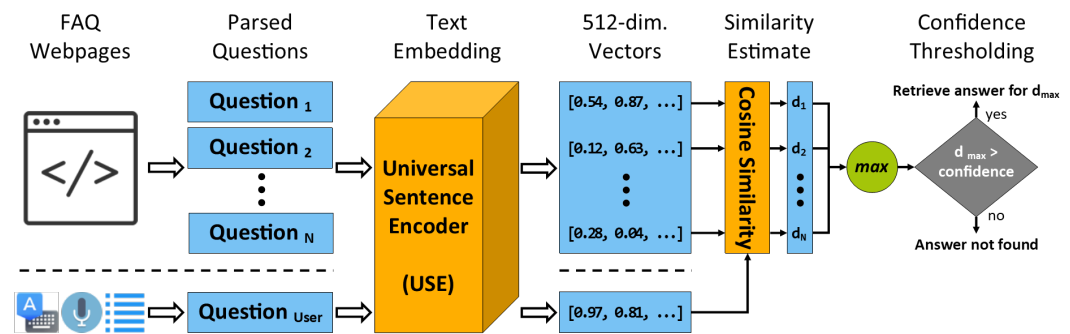 FAQ
Webpages
Parsed
Questions
Text
Embedding
512-dim.
Vectors
Similarity
Estimate
Confidence
Thresholding
</>
Question 1
Question 2
Question N
Universal
Sentence
Encoder
(USE)
[0.54, 0.87, ...]
[0.12, 0.63, ...]
[0.28, 0.04, ...]
Cosine Similarity
d1
d2
dN
max
Retrieve answer for dmax
yes
d max >
confidence
no
Answer not found
A
Question User
[0.97, 0.81, ...]